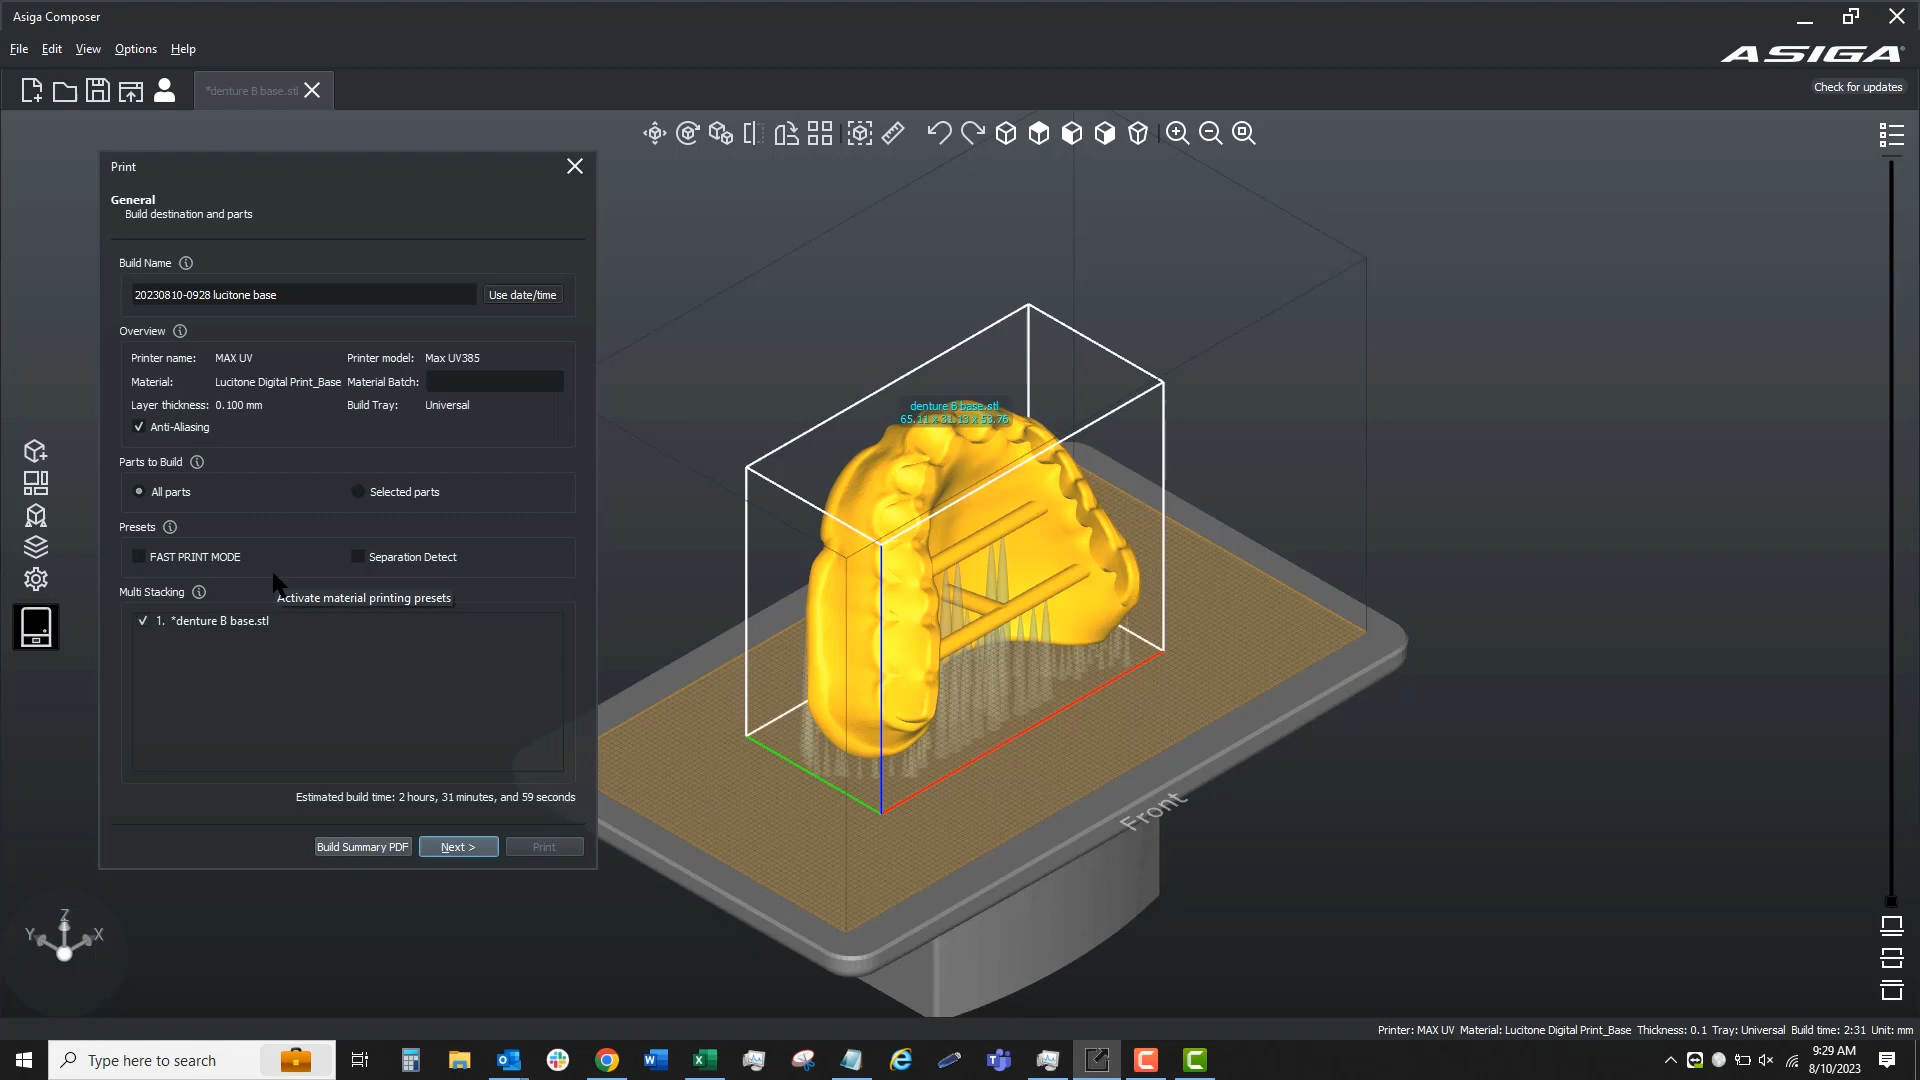 Asiga Composer
File Edit View Options Help
ASIGA
*denture B base.stl
Check for updates
Print
General
Build destination and parts
Build Name
20230810-0928 lucitone base
Use date/time
Overview
Printer name: MAX UV Printer model: Max UV385
Material: Lucitone Digital Print_Base Material Batch:
Layer thickness: 0.100 mm Build Tray: Universal
Anti-Aliasing
Parts to Build
All parts Selected parts
Presets
FAST PRINT MODE Separation Detect
Multi Stacking
Activate material printing presets
1. *denture B base.stl
Estimated build time: 2 hours, 31 minutes, and 59 seconds
Build Summary PDF Next > Print
denture B base.stl
65.11 x 31.13 x 53.76
Front
Z
Y X
Printer: MAX UV Material: Lucitone Digital Print_Base Thickness: 0.1 Tray: Universal Build time: 2:31 Unit: mm
Type here to search
9:29 AM
8/10/2023